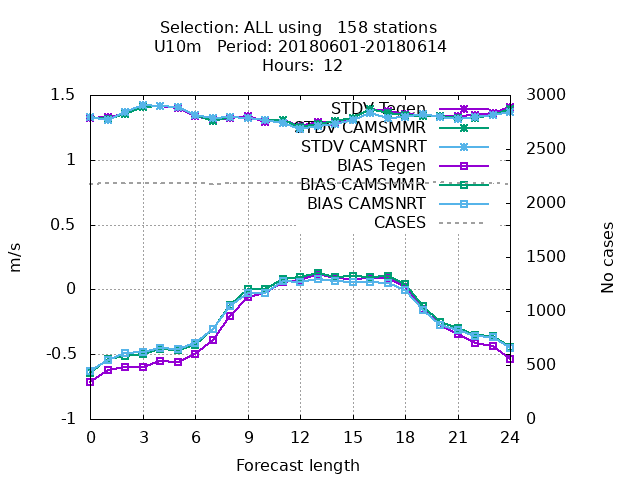 Selection: ALL using   158 stations
U10m   Period: 20180601-20180614
Hours:  12
1.5
1
0.5
0
-0.5
-1
m/s
3000
2500
2000
1500
1000
500
0
No cases
STDV Tegen
STDV CAMSMMR
STDV CAMSNRT
BIAS Tegen
BIAS CAMSMMR
BIAS CAMSNRT
CASES
0 3 6 9 12 15 18 21 24
Forecast length